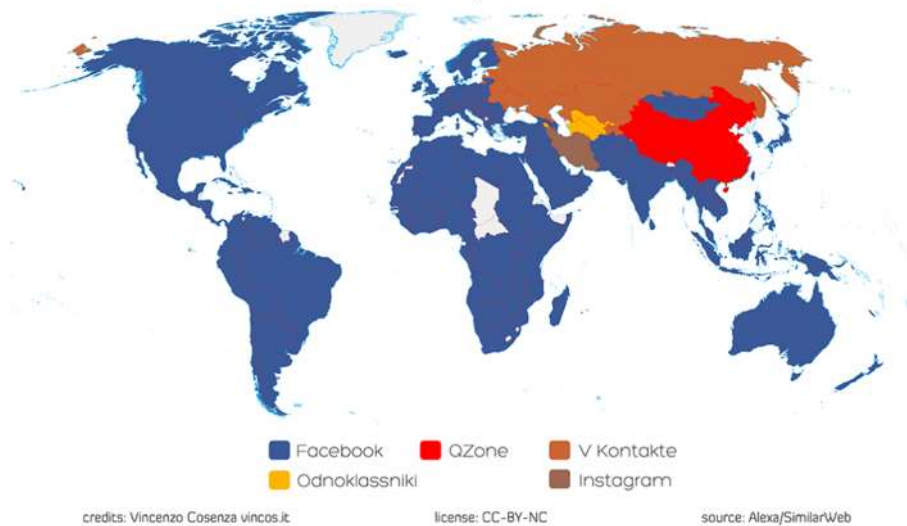 Facebook QZone V Kontakte
Odnoklassniki Instagram
credits: Vincenzo Cosenza vincos.it license: CC-BY-NC source: Alexa/SimilarWeb